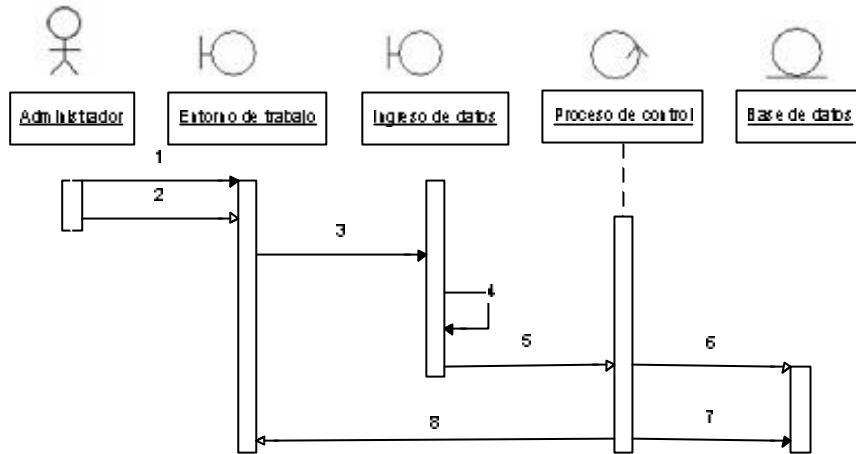 Administrador
Entorno de trabajo
Ingreso de datos
Proceso de control
Base de datos
1
2
3
4
5
6
7
8